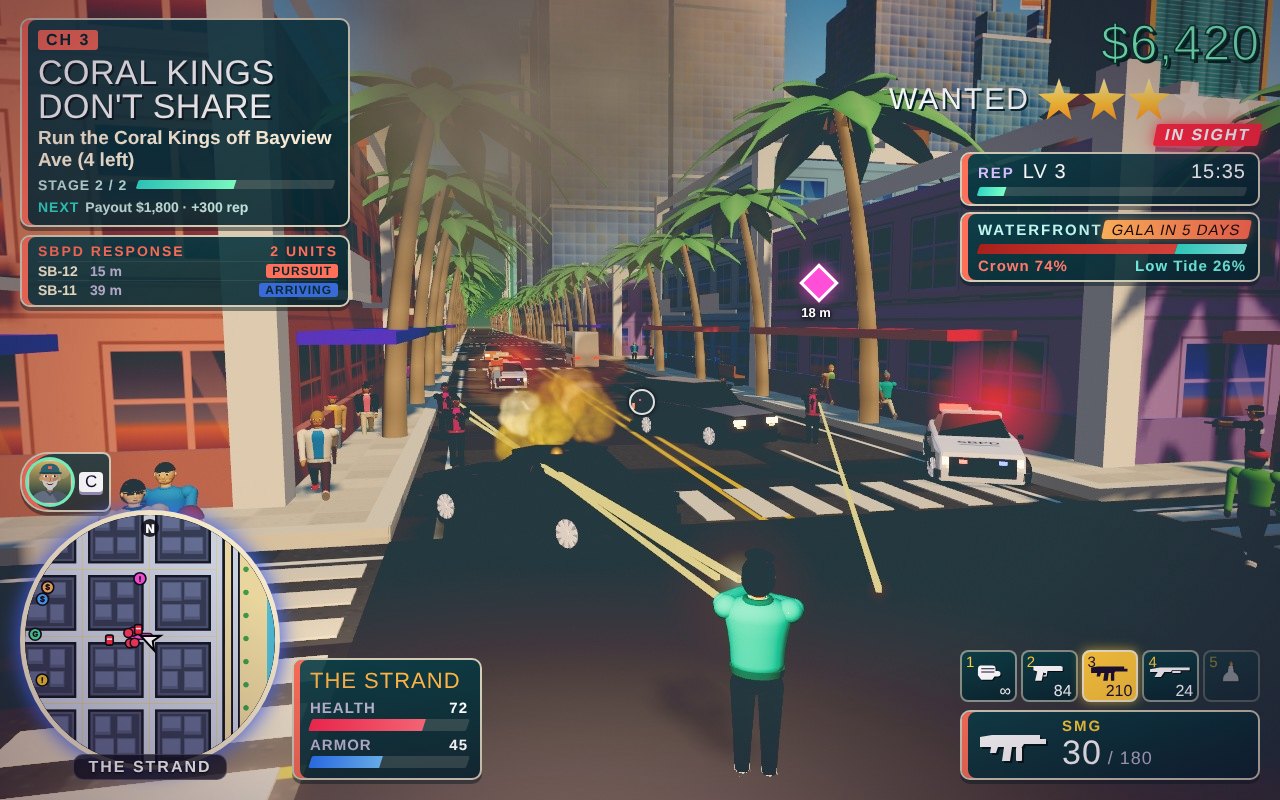 CH 3
CORAL KINGS
DON'T SHARE
Run the Coral Kings off Bayview
Ave (4 left)
STAGE 2 / 2
NEXT Payout $1,800 · +300 rep
SBPD RESPONSE 2 UNITS
SB-12 15 m PURSUIT
SB-11 39 m ARRIVING
$6,420
WANTED
IN SIGHT
REP LV 3 15:35
WATERFRONT GALA IN 5 DAYS
Crown 74% Low Tide 26%
18 m
SBPD
C
N
THE STRAND
THE STRAND
HEALTH 72
ARMOR 45
1 ∞
2 84
3 210
4 24
5
SMG
30 / 180